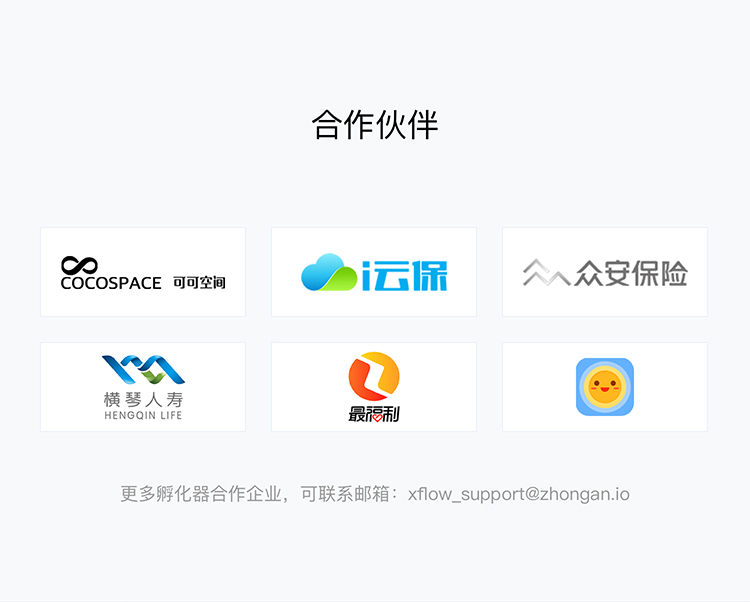 合作伙伴
COCOSPACE 可可空间
i云保
众安保险
横琴人寿
HENGQIN LIFE
最福利
更多孵化器合作企业，可联系邮箱：xflow_support@zhongan.io